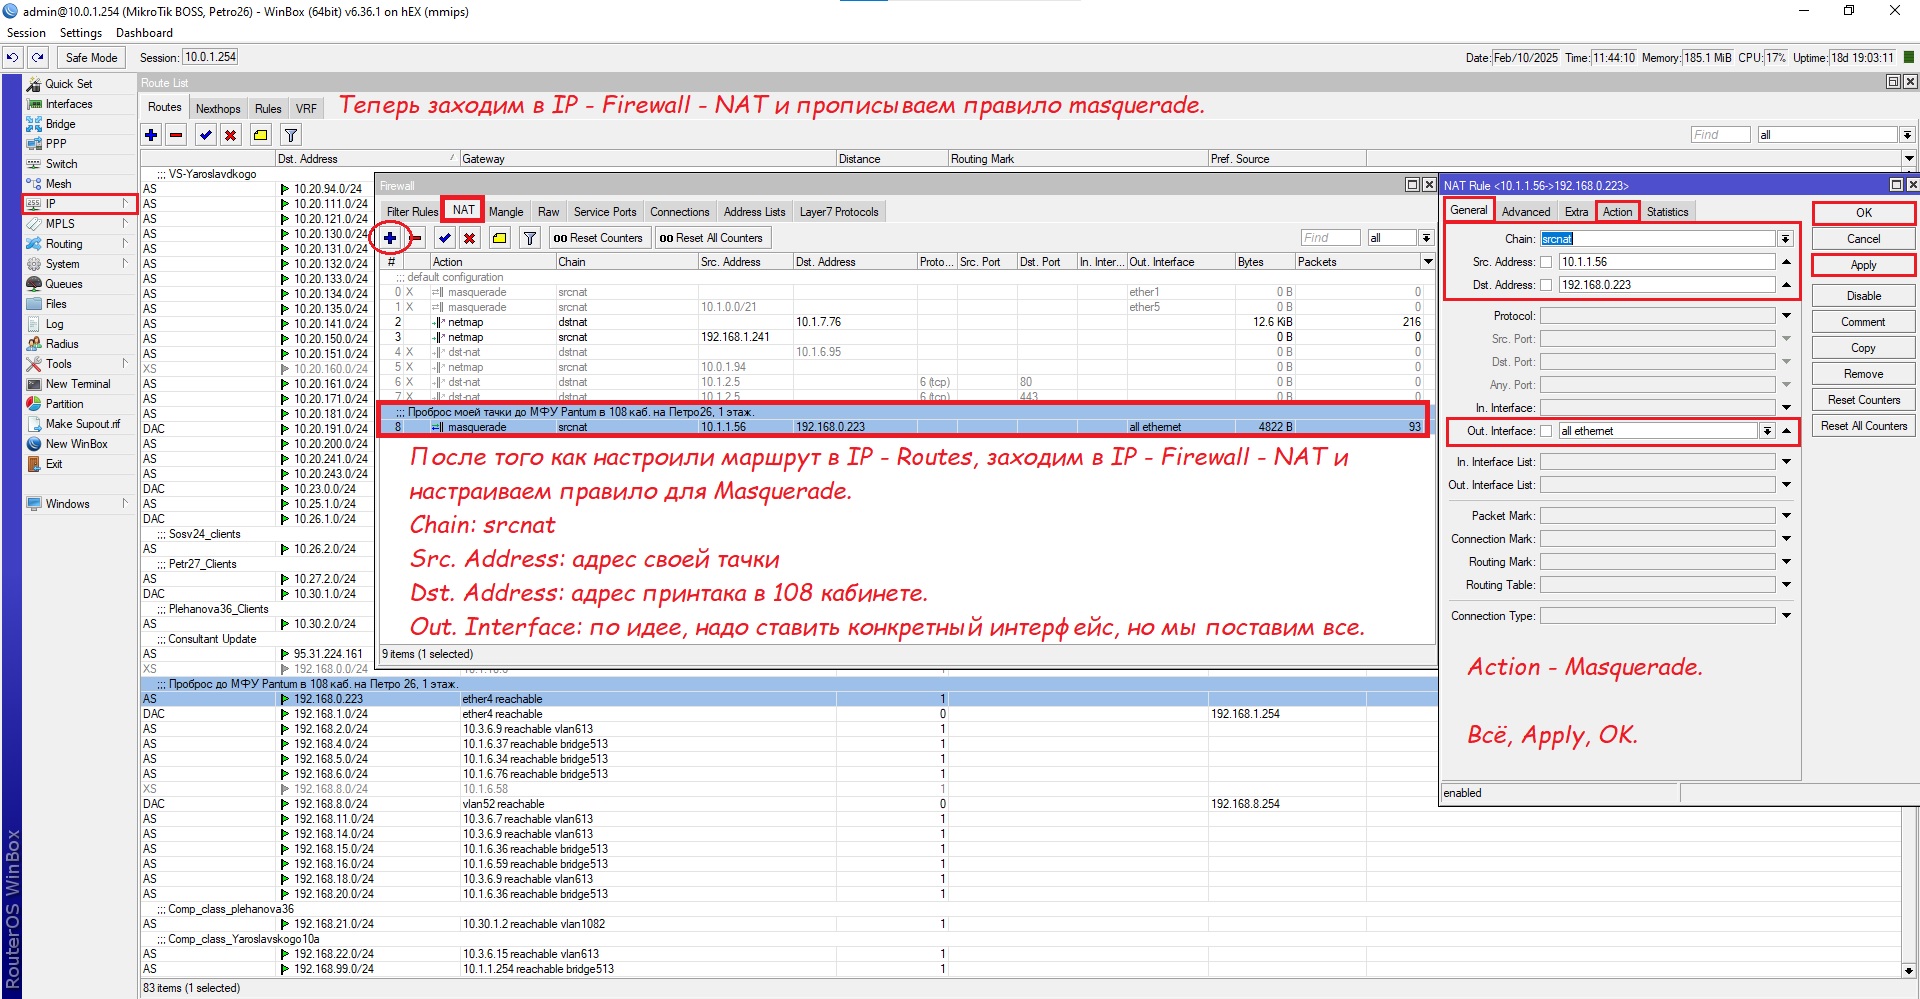 admin@10.0.1.254 (MikroTik BOSS, Petro26) - WinBox (64bit) v6.36.1 on hEX (mmips)
Session Settings Dashboard
Safe Mode Session: 10.0.1.254 Date: Feb/10/2025 Time: 11:44:10 Memory: 185.1 MiB CPU: 17% Uptime: 18d 19:03:11
Quick Set
Interfaces
Bridge
PPP
Switch
Mesh
IP
MPLS
Routing
System
Queues
Files
Log
Radius
Tools
New Terminal
Partition
Make Supout.rif
New WinBox
Exit
Windows
RouterOS WinBox
Route List
Routes Nexthops Rules VRF
Теперь заходим в IP - Firewall - NAT и прописываем правило masquerade.
Find all
Dst. Address Gateway Distance Routing Mark Pref. Source
;;; VS-Yaroslavdkogo
AS 10.20.94.0/24
AS 10.20.111.0/24
AS 10.20.121.0/24
AS 10.20.130.0/24
AS 10.20.131.0/24
AS 10.20.132.0/24
AS 10.20.133.0/24
AS 10.20.134.0/24
AS 10.20.135.0/24
AS 10.20.141.0/24
AS 10.20.150.0/24
AS 10.20.151.0/24
XS 10.20.160.0/24
AS 10.20.161.0/24
AS 10.20.171.0/24
AS 10.20.181.0/24
DAC 10.20.191.0/24
AS 10.20.200.0/24
AS 10.20.241.0/24
AS 10.20.243.0/24
DAC 10.23.0.0/24
AS 10.25.1.0/24
DAC 10.26.1.0/24
;;; Sosv24_clients
AS 10.26.2.0/24
;;; Petr27_Clients
AS 10.27.2.0/24
DAC 10.30.1.0/24
;;; Plehanova36_Clients
AS 10.30.2.0/24
;;; Consultant Update
AS 95.31.224.161
XS 192.168.0.0/24
;;; Проброс до МФУ Pantum в 108 каб. на Петро 26, 1 этаж.
AS 192.168.0.223 ether4 reachable 1
DAC 192.168.1.0/24 ether4 reachable 0 192.168.1.254
AS 192.168.2.0/24 10.3.6.9 reachable vlan613 1
AS 192.168.4.0/24 10.1.6.37 reachable bridge513 1
AS 192.168.5.0/24 10.1.6.34 reachable bridge513 1
AS 192.168.6.0/24 10.1.6.76 reachable bridge513 1
XS 192.168.8.0/24 10.1.6.58 1
DAC 192.168.8.0/24 vlan52 reachable 0 192.168.8.254
AS 192.168.11.0/24 10.3.6.7 reachable vlan613 1
AS 192.168.14.0/24 10.3.6.9 reachable vlan613 1
AS 192.168.15.0/24 10.1.6.36 reachable bridge513 1
AS 192.168.16.0/24 10.1.6.59 reachable bridge513 1
AS 192.168.18.0/24 10.3.6.9 reachable vlan613 1
AS 192.168.20.0/24 10.1.6.36 reachable bridge513 1
;;; Comp_class_plehanova36
AS 192.168.21.0/24 10.30.1.2 reachable vlan1082 1
;;; Comp_class_Yaroslavskogo10a
AS 192.168.22.0/24 10.3.6.15 reachable vlan613 1
AS 192.168.99.0/24 10.1.1.254 reachable bridge513 1
83 items (1 selected)
Firewall
Filter Rules NAT Mangle Raw Service Ports Connections Address Lists Layer7 Protocols
00 Reset Counters 00 Reset All Counters Find all
# Action Chain Src. Address Dst. Address Proto... Src. Port Dst. Port In. Inter... Out. Interface Bytes Packets
;;; default configuration
0 X masquerade srcnat ether1 0 B 0
1 X masquerade srcnat 10.1.0.0/21 ether5 0 B 0
2 netmap dstnat 10.1.7.76 12.6 KiB 216
3 netmap srcnat 192.168.1.241 0 B 0
4 X dst-nat dstnat 10.1.6.95 0 B 0
5 X netmap srcnat 10.0.1.94 0 B 0
6 X dst-nat dstnat 10.1.2.5 6 (tcp) 80 0 B 0
7 X dst-nat dstnat 10.1.2.5 6 (tcp) 443 0 B 0
;;; Проброс моей тачки до МФУ Pantum в 108 каб. на Петро26, 1 этаж.
8 masquerade srcnat 10.1.1.56 192.168.0.223 all ethernet 4822 B 93
После того как настроили маршрут в IP - Routes, заходим в IP - Firewall - NAT и
настраиваем правило для Masquerade.
Chain: srcnat
Src. Address: адрес своей тачки
Dst. Address: адрес принтака в 108 кабинете.
Out. Interface: по идее, надо ставить конкретный интерфейс, но мы поставим все.
9 items (1 selected)
NAT Rule <10.1.1.56->192.168.0.223>
General Advanced Extra Action Statistics
Chain: srcnat
Src. Address: 10.1.1.56
Dst. Address: 192.168.0.223
Protocol:
Src. Port:
Dst. Port:
Any. Port:
In. Interface:
Out. Interface: all ethernet
In. Interface List:
Out. Interface List:
Packet Mark:
Connection Mark:
Routing Mark:
Routing Table:
Connection Type:
Action - Masquerade.
Всё, Apply, OK.
enabled
OK
Cancel
Apply
Disable
Comment
Copy
Remove
Reset Counters
Reset All Counters